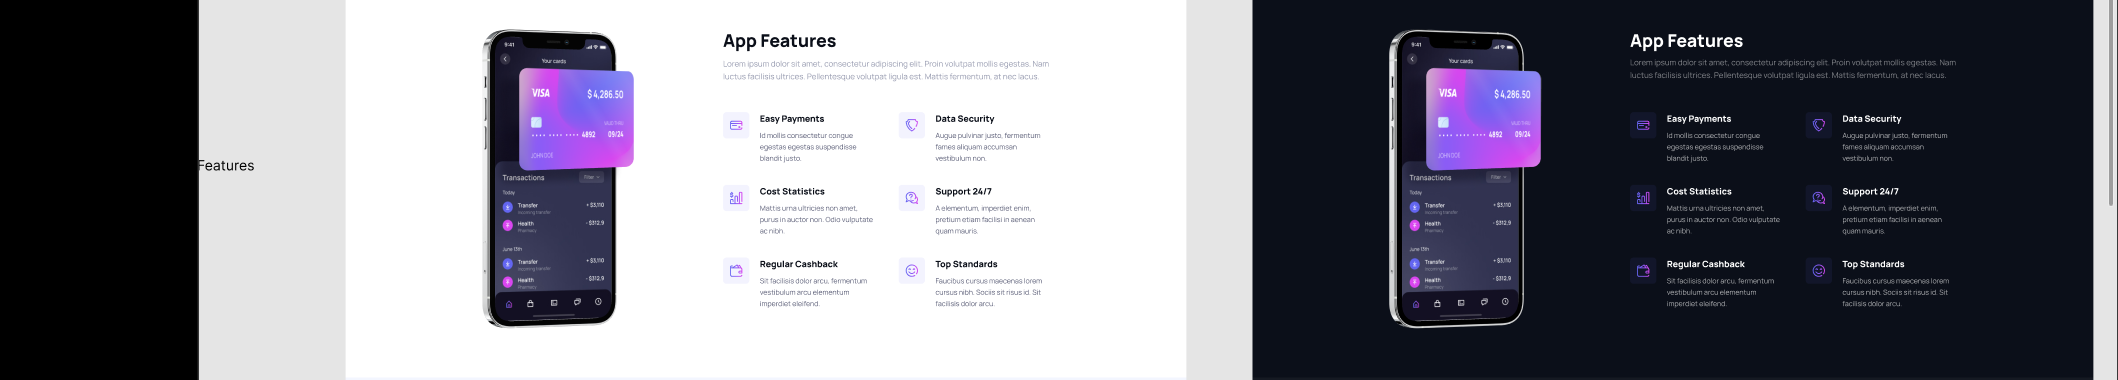 Features
9:41
Your cards
VISA
$ 4,286.50
4892
09/24
JOHN DOE
Transactions
Filter
Today
Transfer
+ $3,110
Incoming transfer
Health
- $312.9
Pharmacy
June 13th
Transfer
+ $3,110
Incoming transfer
Health
- $312.9
Pharmacy
App Features
Lorem ipsum dolor sit amet, consectetur adipiscing elit. Proin volutpat mollis egestas. Nam
luctus facilisis ultrices. Pellentesque volutpat ligula est. Mattis fermentum, at nec lacus.
Easy Payments
Id mollis consectetur congue
egestas egestas suspendisse
blandit justo.
Data Security
Augue pulvinar justo, fermentum
fames aliquam accumsan
vestibulum non.
Cost Statistics
Mattis urna ultricies non amet,
purus in auctor non. Odio vulputate
ac nibh.
Support 24/7
A elementum, imperdiet enim,
pretium etiam facilisi in aenean
quam mauris.
Regular Cashback
Sit facilisis dolor arcu, fermentum
vestibulum arcu elementum
imperdiet eleifend.
Top Standards
Faucibus cursus maecenas lorem
cursus nibh. Sociis sit risus id. Sit
facilisis dolor arcu.
9:41
Your cards
VISA
$ 4,286.50
4892
09/24
JOHN DOE
Transactions
Filter
Today
Transfer
+ $3,110
Incoming transfer
Health
- $312.9
Pharmacy
June 13th
Transfer
+ $3,110
Incoming transfer
Health
- $312.9
Pharmacy
App Features
Lorem ipsum dolor sit amet, consectetur adipiscing elit. Proin volutpat mollis egestas. Nam
luctus facilisis ultrices. Pellentesque volutpat ligula est. Mattis fermentum, at nec lacus.
Easy Payments
Id mollis consectetur congue
egestas egestas suspendisse
blandit justo.
Data Security
Augue pulvinar justo, fermentum
fames aliquam accumsan
vestibulum non.
Cost Statistics
Mattis urna ultricies non amet,
purus in auctor non. Odio vulputate
ac nibh.
Support 24/7
A elementum, imperdiet enim,
pretium etiam facilisi in aenean
quam mauris.
Regular Cashback
Sit facilisis dolor arcu, fermentum
vestibulum arcu elementum
imperdiet eleifend.
Top Standards
Faucibus cursus maecenas lorem
cursus nibh. Sociis sit risus id. Sit
facilisis dolor arcu.